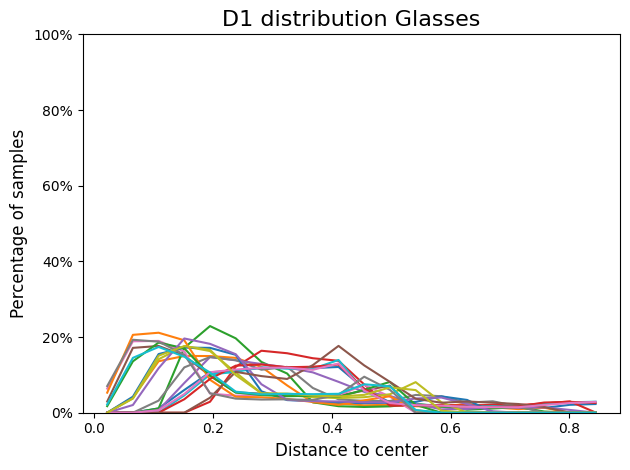 D1 distribution Glasses
100%
80%
60%
40%
20%
0%
Percentage of samples
0.0 0.2 0.4 0.6 0.8
Distance to center